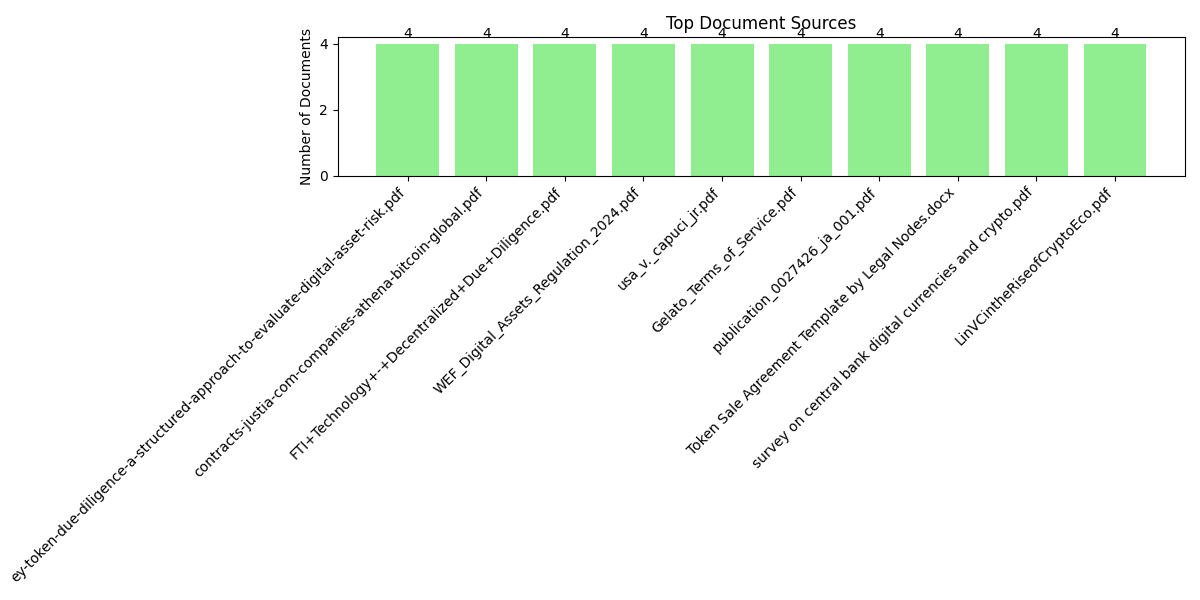 Top Document Sources
Number of Documents
4
2
0
4
4
4
4
4
4
4
4
4
4
ey-token-due-diligence-a-structured-approach-to-evaluate-digital-asset-risk.pdf
contracts-justia-com-companies-athena-bitcoin-global.pdf
FTI+Technology+-+Decentralized+Due+Diligence.pdf
WEF_Digital_Assets_Regulation_2024.pdf
usa_v._capuci_jr.pdf
Gelato_Terms_of_Service.pdf
publication_0027426_ja_001.pdf
Token Sale Agreement Template by Legal Nodes.docx
survey on central bank digital currencies and crypto.pdf
LinVCintheRiseofCryptoEco.pdf